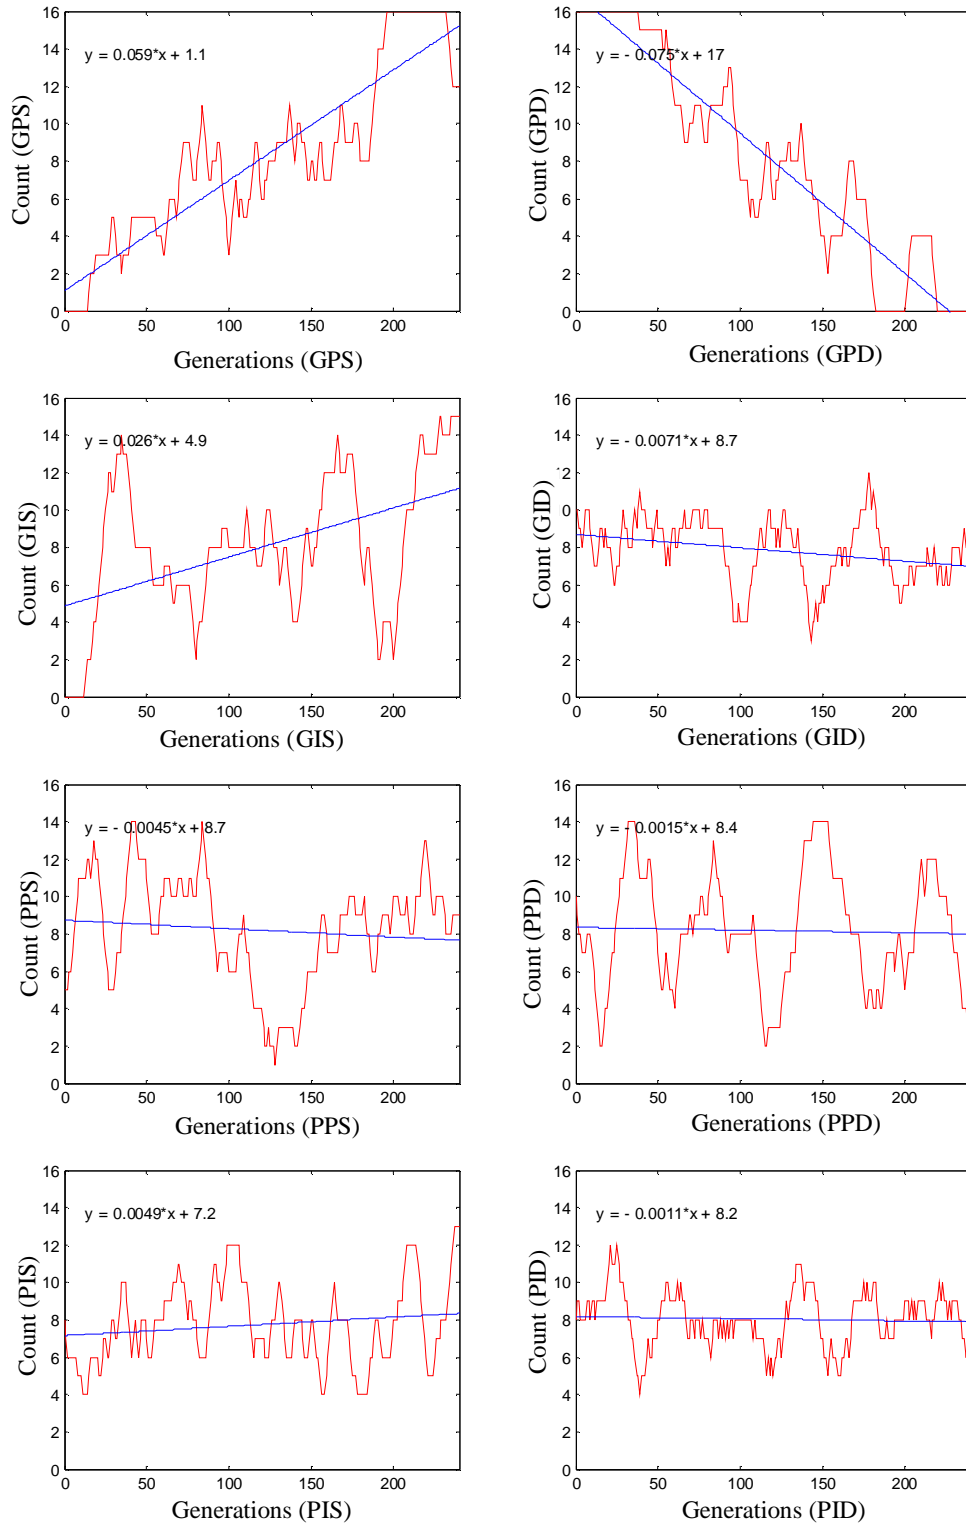 16
14
12
10
8
6
4
2
0
y = 0.059*x + 1.1
Count (GPS)
0 50 100 150 200
Generations (GPS)
16
14
12
10
8
6
4
2
0
y = - 0.075*x + 17
Count (GPD)
0 50 100 150 200
Generations (GPD)
16
14
12
10
8
6
4
2
0
y = 0.026*x + 4.9
Count (GIS)
0 50 100 150 200
Generations (GIS)
16
14
2
0
8
6
4
2
0
y = - 0.0071*x + 8.7
Count (GID)
0 50 100 150 200
Generations (GID)
16
14
12
10
8
6
4
2
0
y = - 0.0045*x + 8.7
Count (PPS)
0 50 100 150 200
Generations (PPS)
16
14
12
10
8
6
4
2
0
y = - 0.0015*x + 8.4
Count (PPD)
0 50 100 150 200
Generations (PPD)
16
14
12
10
8
6
4
2
0
y = 0.0049*x + 7.2
Count (PIS)
0 50 100 150 200
Generations (PIS)
16
14
12
10
8
6
4
2
0
y = - 0.0011*x + 8.2
Count (PID)
0 50 100 150 200
Generations (PID)